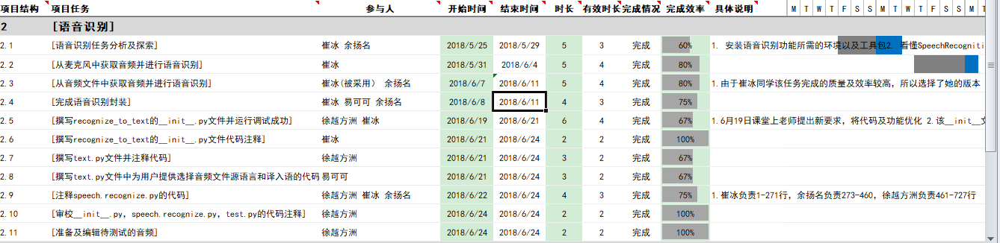 项目结构 项目任务 参与人 开始时间 结束时间 时长 有效时长 完成情况 完成效率 具体说明 M T W T F S S M T W T F S S M T
2 [语音识别]
2.1 [语音识别任务分析及探索] 崔冰 余扬名 2018/5/25 2018/5/29 5 3 完成 60% 1. 安装语音识别功能所需的环境以及工具包2. 看懂SpeechRecogniti
2.2 [从麦克风中获取音频并进行语音识别] 崔冰 2018/5/31 2018/6/4 5 4 完成 80%
2.3 [从音频文件中获取音频并进行语音识别] 崔冰(被采用) 余扬名 2018/6/7 2018/6/11 5 4 完成 80% 1.由于崔冰同学该任务完成的质量及效率较高，所以选择了她的版本
2.4 [完成语音识别封装] 崔冰 易可可 余扬名 2018/6/8 2018/6/11 4 3 完成 75%
2.5 [撰写recognize_to_text的__init__.py文件并运行调试成功] 徐越方洲 崔冰 2018/6/19 2018/6/21 6 4 完成 67% 1.6月19日课堂上老师提出新要求，将代码及功能优化 2.该__init__文
2.6 [撰写recognize_to_text的__init__.py文件代码注释] 崔冰 2018/6/21 2018/6/24 2 2 完成 100%
2.7 [撰写text.py文件并注释代码] 徐越方洲 2018/6/21 2018/6/24 3 2 完成 67%
2.8 [撰写text.py文件中为用户提供选择音频文件源语言和译入语的代码 易可可 2018/6/21 2018/6/24 3 2 完成 67%
2.9 [注释speech.recognize.py的代码] 徐越方洲 崔冰 余扬名 2018/6/22 2018/6/24 4 3 完成 75% 1.崔冰负责1-271行，余扬名负责273-460，徐越方洲负责461-727行
2.10 [审校__init__.py，speech.recognize.py，test.py的代码注释] 徐越方洲 2018/6/24 2018/6/24 2 2 完成 100%
2.11 [准备及编辑待测试的音频] 徐越方洲 2018/6/24 2018/6/24 2 2 完成 100%